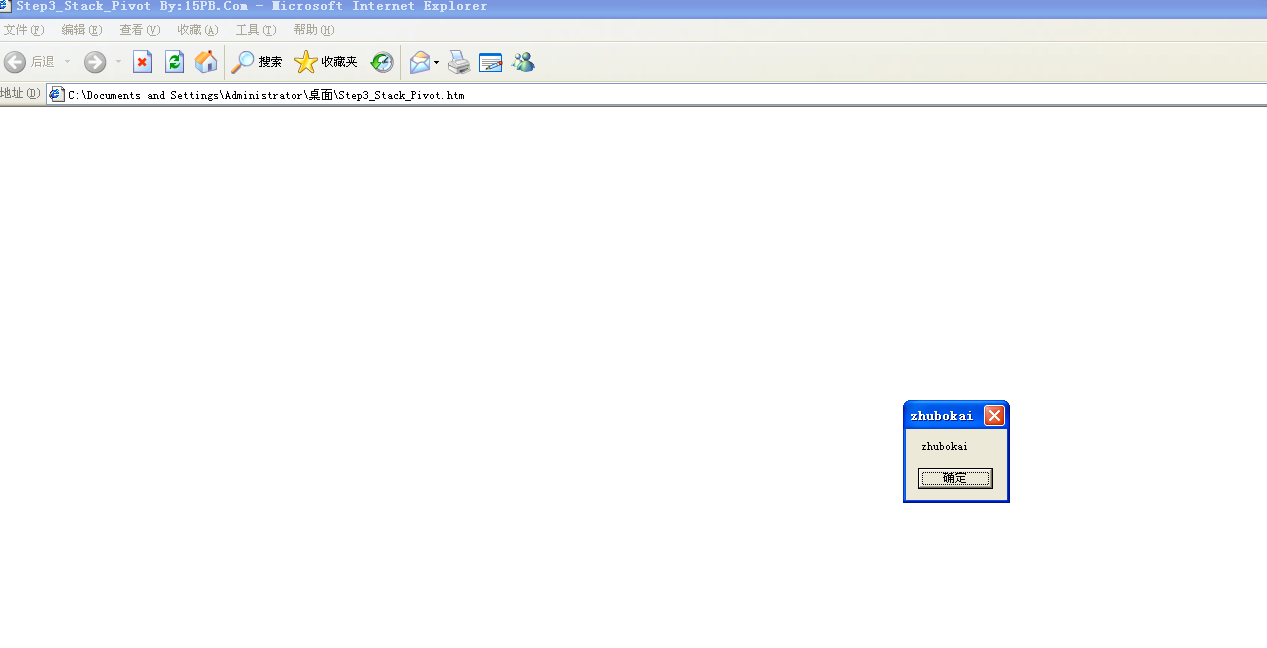 Step3_Stack_Pivot By:15PB.Com - Microsoft Internet Explorer
文件(F) 编辑(E) 查看(V) 收藏(A) 工具(T) 帮助(H)
后退 搜索 收藏夹
地址(D) C:\Documents and Settings\Administrator\桌面\Step3_Stack_Pivot.htm
zhubokai
zhubokai
确定